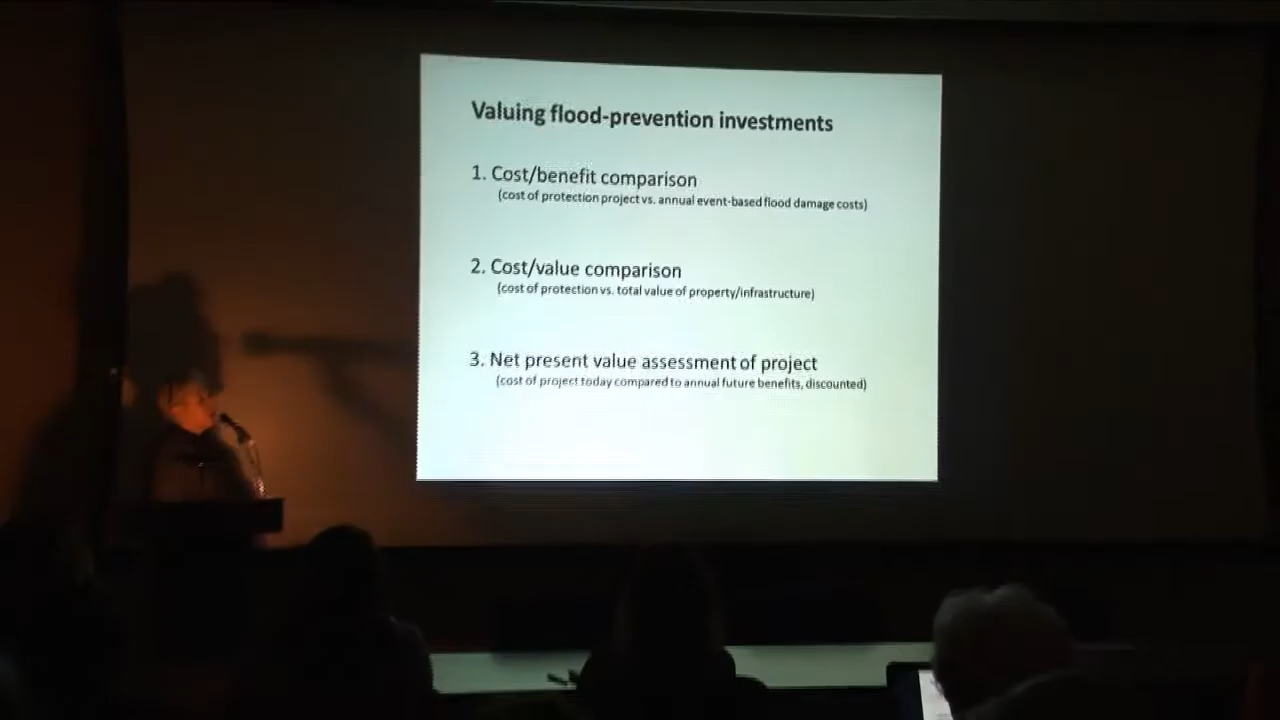 Valuing flood-prevention investments
1. Cost/benefit comparison
(cost of protection project vs. annual event-based flood damage costs)
2. Cost/value comparison
(cost of protection vs. total value of property/infrastructure)
3. Net present value assessment of project
(cost of project today compared to annual future benefits, discounted)